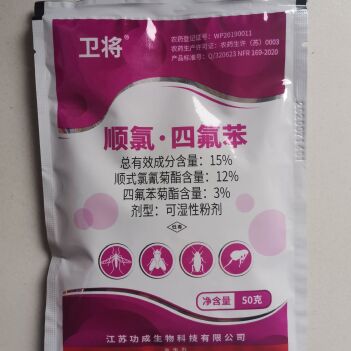 卫将®
农药登记证号：WP20190011
农药生产许可证：农药生许（苏）0003
产品标准号：Q/320623 NFR 169-2020
顺氯·四氟苯
总有效成分含量：15%
顺式氯氰菊酯含量：12%
四氟苯菊酯含量：3%
剂型：可湿性粉剂
低毒
净含量 50克
江苏功成生物科技有限公司